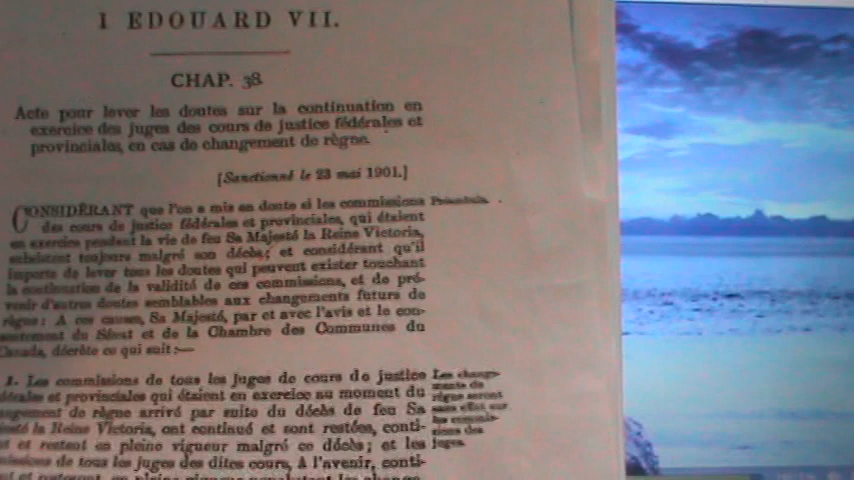 1 EDOUARD VII.
CHAP. 38
Acte pour lever les doutes sur la continuation en
exercice des juges des cours de justice fédérales et
provinciales, en cas de changement de règne.
[Sanctionné le 23 mai 1901.]
CONSIDÉRANT que l'on a mis en doute si les commissions
Préambule.
des cours de justice fédérales et provinciales, qui étaient
en exercice pendant la vie de feu Sa Majesté la Reine Victoria,
subsistent toujours malgré son décès; et considérant qu'il
importe de lever tous les doutes qui peuvent exister touchant
la continuation de la validité de ces commissions, et de pré-
venir d'autres doutes semblables aux changements futurs de
règne: A ces causes, Sa Majesté, par et avec l'avis et le con-
sentement du Sénat et de la Chambre des Communes du
Canada, décrète ce qui suit:—
1. Les commissions de tous les juges de cours de justice
fédérales et provinciales qui étaient en exercice au moment du
changement de règne arrivé par suite du décès de feu Sa
Majesté la Reine Victoria, ont continué et sont restées, conti-
et restent en pleine vigueur malgré ce décès; et les
commissions de tous les juges des dites cours, à l'avenir, conti-
et resteront, en pleine vigueur nonobstant les change-
Les change-
ments de
règne seront
sans effet sur
les commis-
sions des
juges.